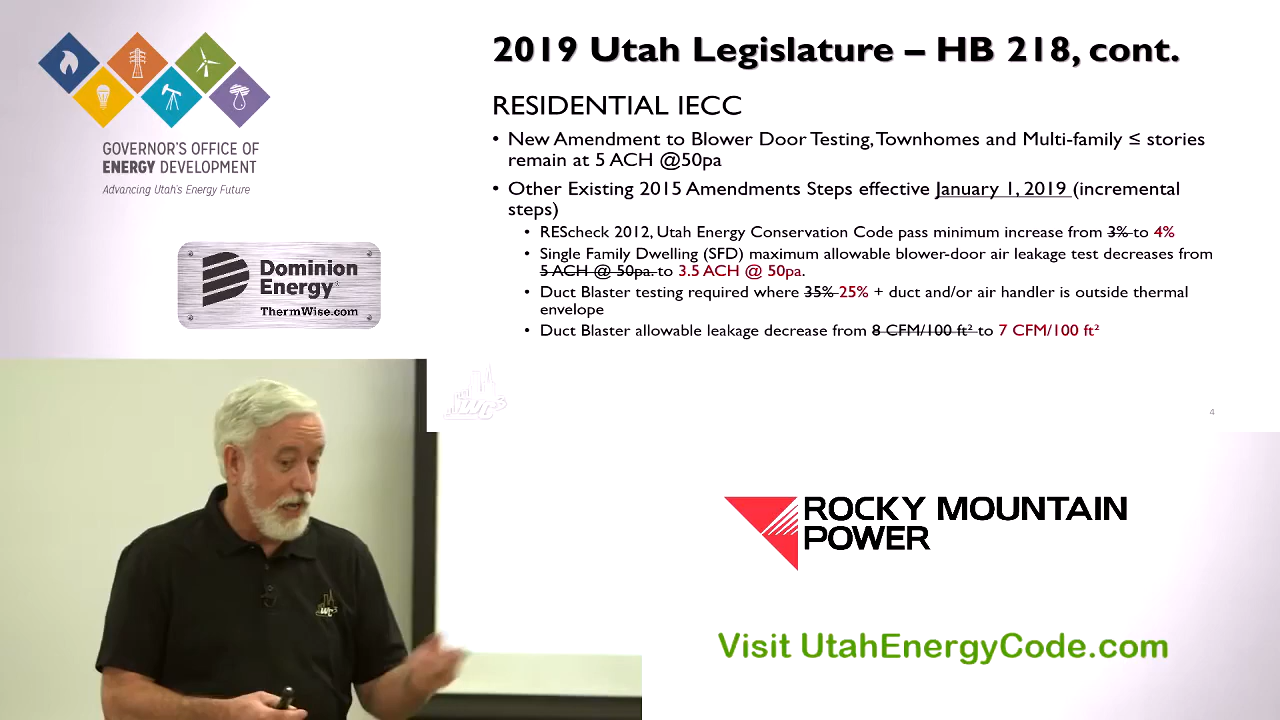 2019 Utah Legislature – HB 218, cont.
GOVERNOR'S OFFICE OF
ENERGY DEVELOPMENT
Advancing Utah's Energy Future
Dominion
Energy®
ThermWise.com
RESIDENTIAL IECC
• New Amendment to Blower Door Testing, Townhomes and Multi-family ≤ stories
remain at 5 ACH @50pa
• Other Existing 2015 Amendments Steps effective January 1, 2019 (incremental
steps)
• REScheck 2012, Utah Energy Conservation Code pass minimum increase from 3% to 4%
• Single Family Dwelling (SFD) maximum allowable blower-door air leakage test decreases from
5 ACH @ 50pa. to 3.5 ACH @ 50pa.
• Duct Blaster testing required where 35% 25% + duct and/or air handler is outside thermal
envelope
• Duct Blaster allowable leakage decrease from 8 CFM/100 ft² to 7 CFM/100 ft²
WC3
4
WC3
ROCKY MOUNTAIN
POWER
Visit UtahEnergyCode.com